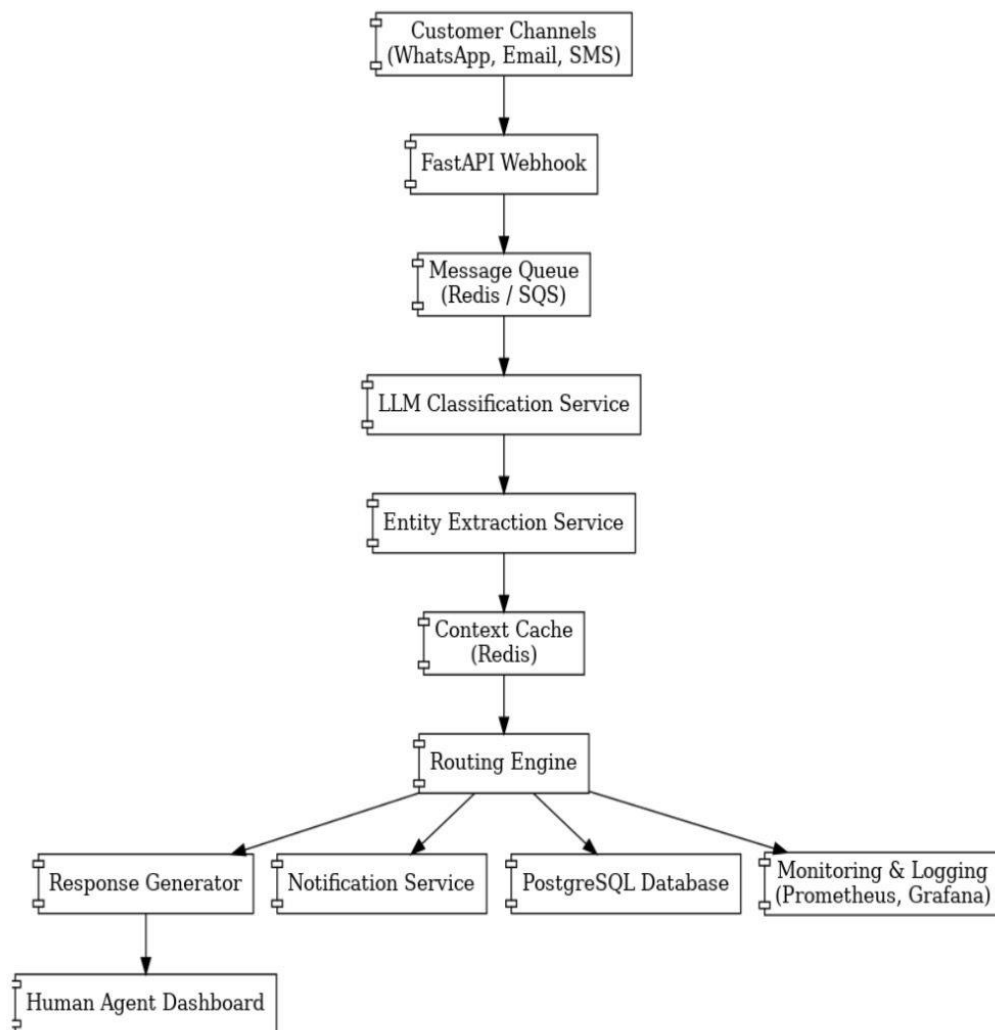 Customer Channels
(WhatsApp, Email, SMS)
FastAPI Webhook
Message Queue
(Redis / SQS)
LLM Classification Service
Entity Extraction Service
Context Cache
(Redis)
Routing Engine
Response Generator
Notification Service
PostgreSQL Database
Monitoring & Logging
(Prometheus, Grafana)
Human Agent Dashboard